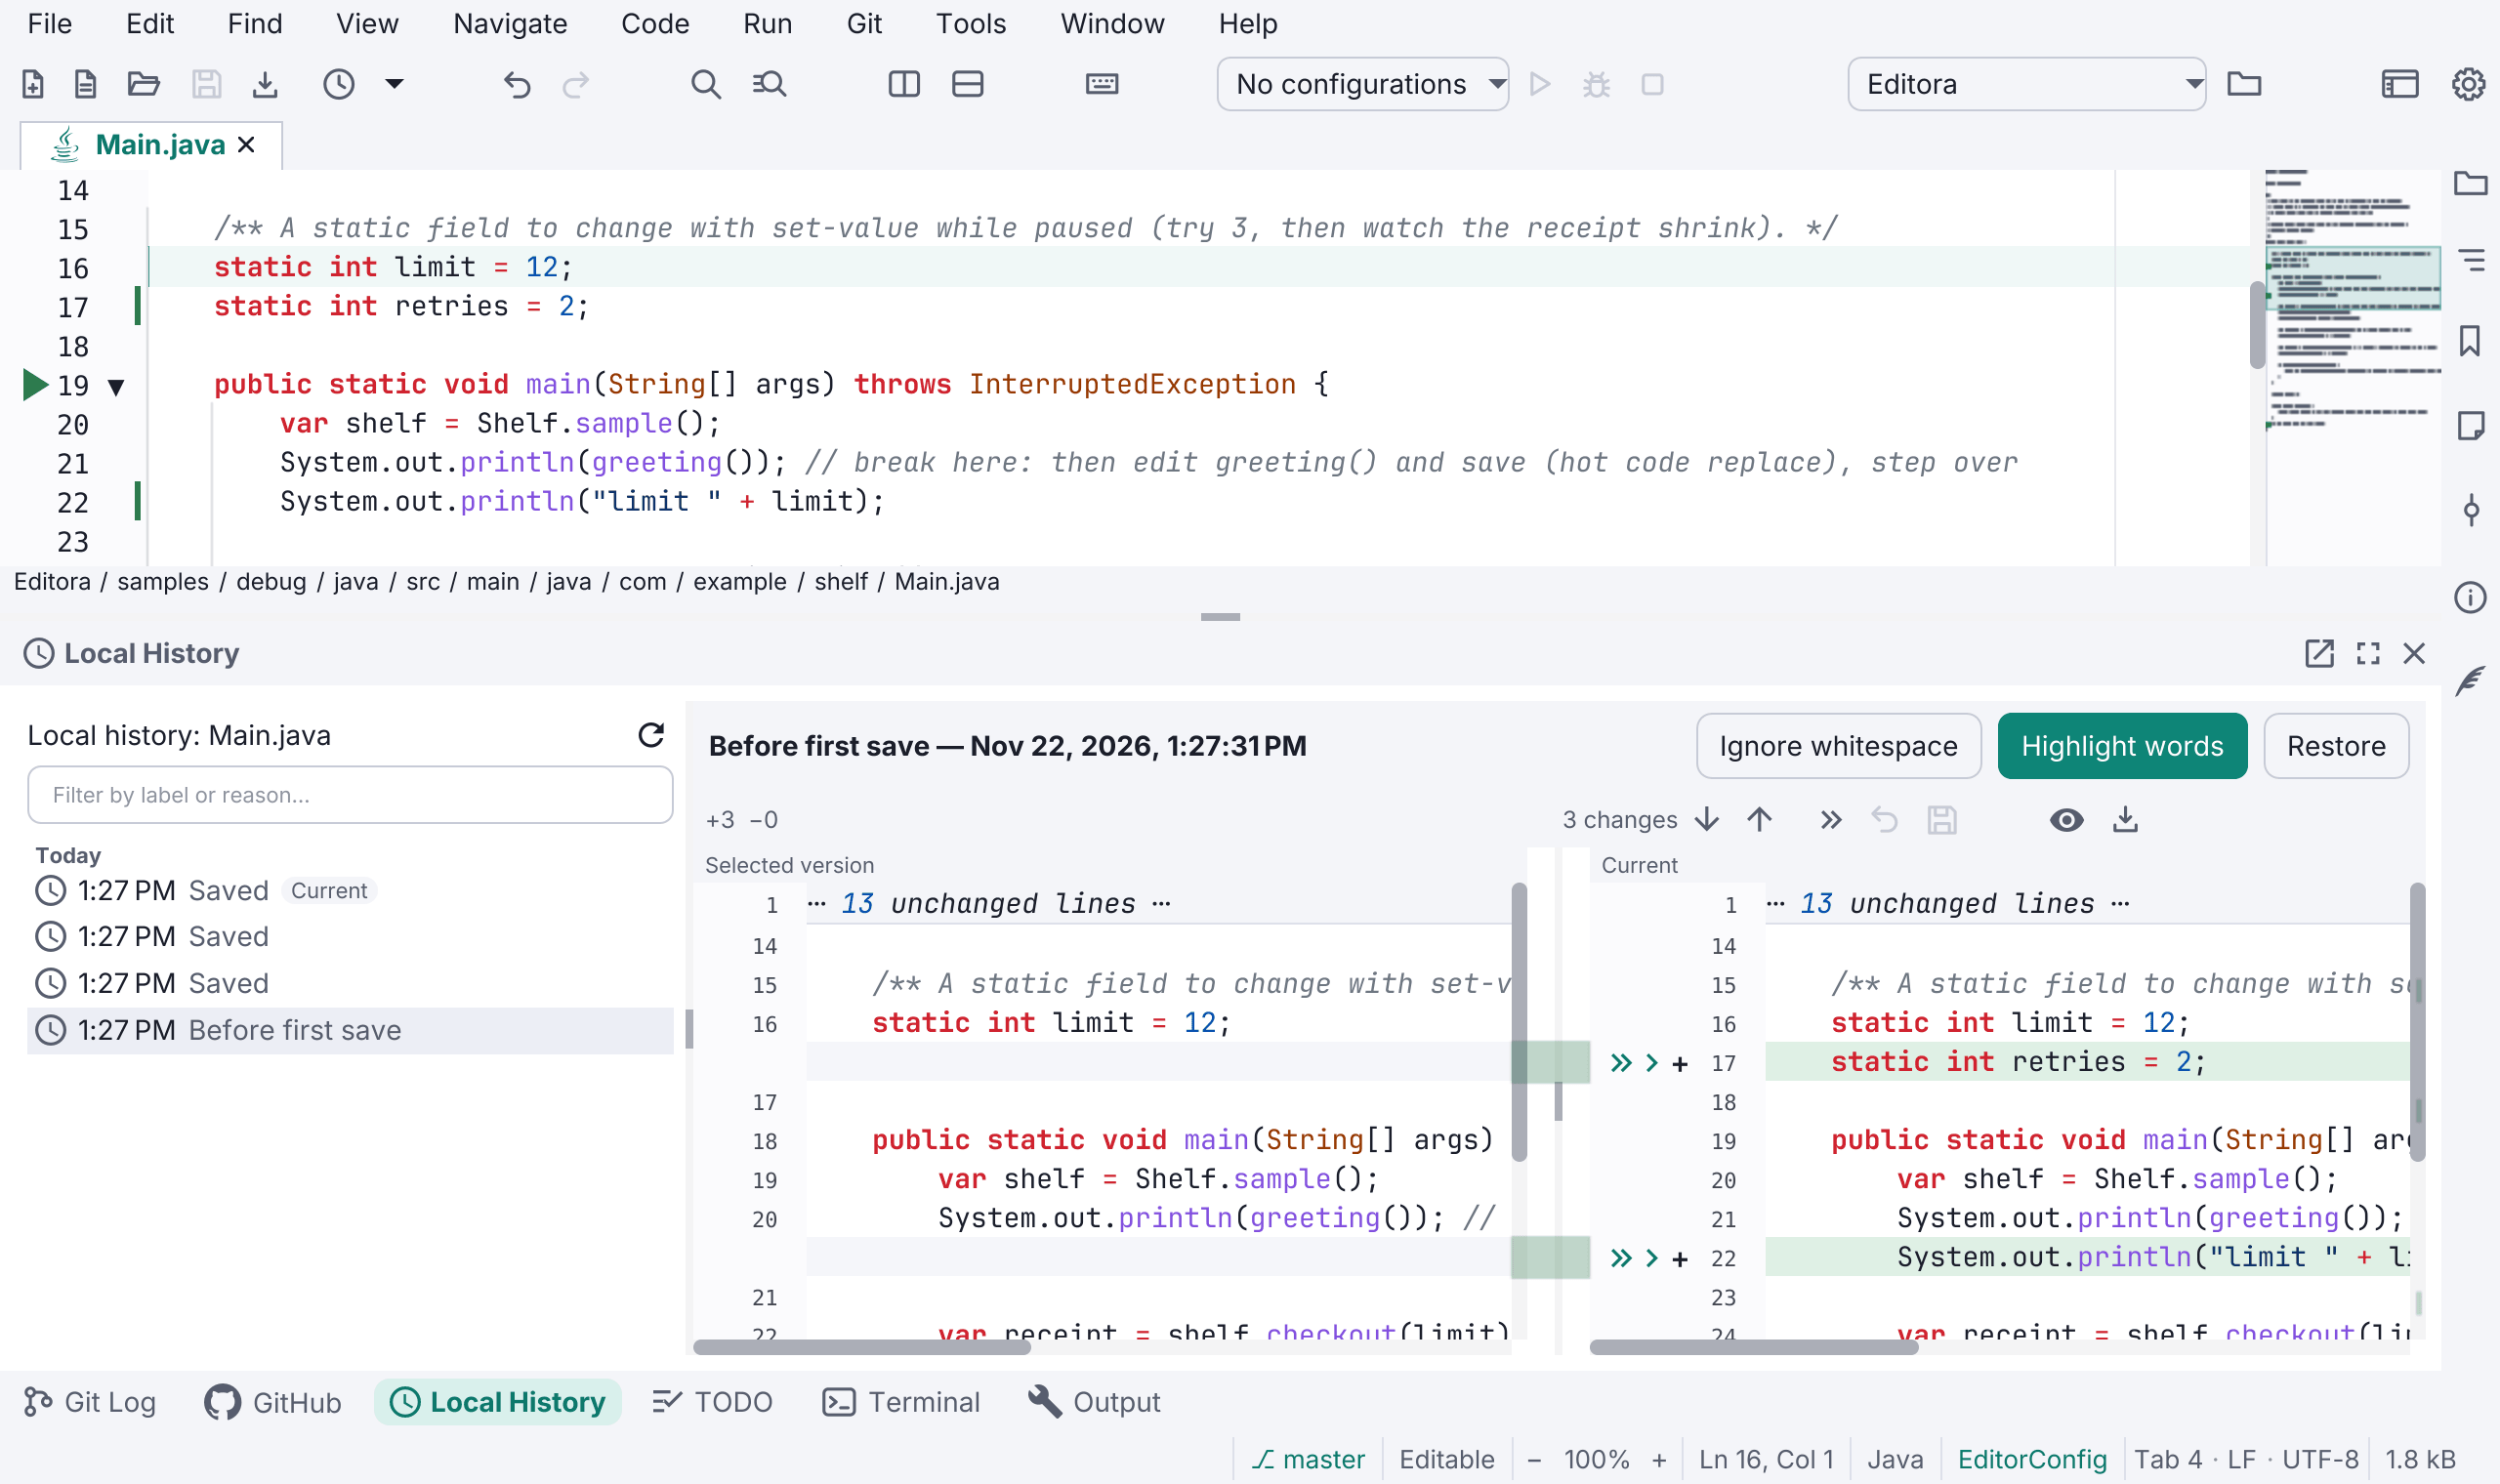 File Edit Find View Navigate Code Run Git Tools Window Help
No configurations Editora
Main.java
14
15 /** A static field to change with set-value while paused (try 3, then watch the receipt shrink). */
16 static int limit = 12;
17 static int retries = 2;
18
19 public static void main(String[] args) throws InterruptedException {
20 var shelf = Shelf.sample();
21 System.out.println(greeting()); // break here: then edit greeting() and save (hot code replace), step over
22 System.out.println("limit " + limit);
23
Editora / samples / debug / java / src / main / java / com / example / shelf / Main.java
Local History
Local history: Main.java
Filter by label or reason...
Today
1:27 PM Saved Current
1:27 PM Saved
1:27 PM Saved
1:27 PM Before first save
Before first save — Nov 22, 2026, 1:27:31 PM Ignore whitespace Highlight words Restore
+3 −0 3 changes
Selected version
1 ··· 13 unchanged lines ···
14
15 /** A static field to change with set-v
16 static int limit = 12;
17
18 public static void main(String[] args)
19 var shelf = Shelf.sample();
20 System.out.println(greeting()); //
21
22 var receipt = shelf.checkout(limit)
Current
1 ··· 13 unchanged lines ···
14
15 /** A static field to change with s
16 static int limit = 12;
+ 17 static int retries = 2;
18
19 public static void main(String[] ar
20 var shelf = Shelf.sample();
21 System.out.println(greeting());
+ 22 System.out.println("limit " + l
23
24 var receipt = shelf.checkout(li
Git Log GitHub Local History TODO Terminal Output
master Editable − 100% + Ln 16, Col 1 Java EditorConfig Tab 4 · LF · UTF-8 1.8 kB